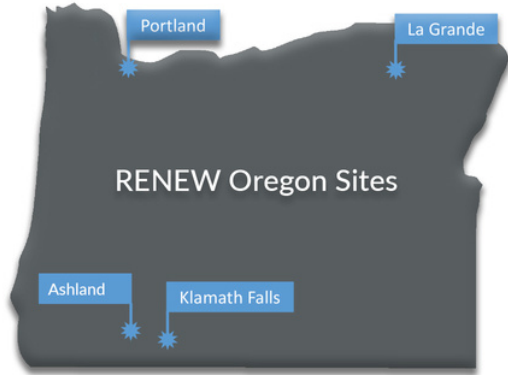 Portland
La Grande
RENEW Oregon Sites
Ashland
Klamath Falls